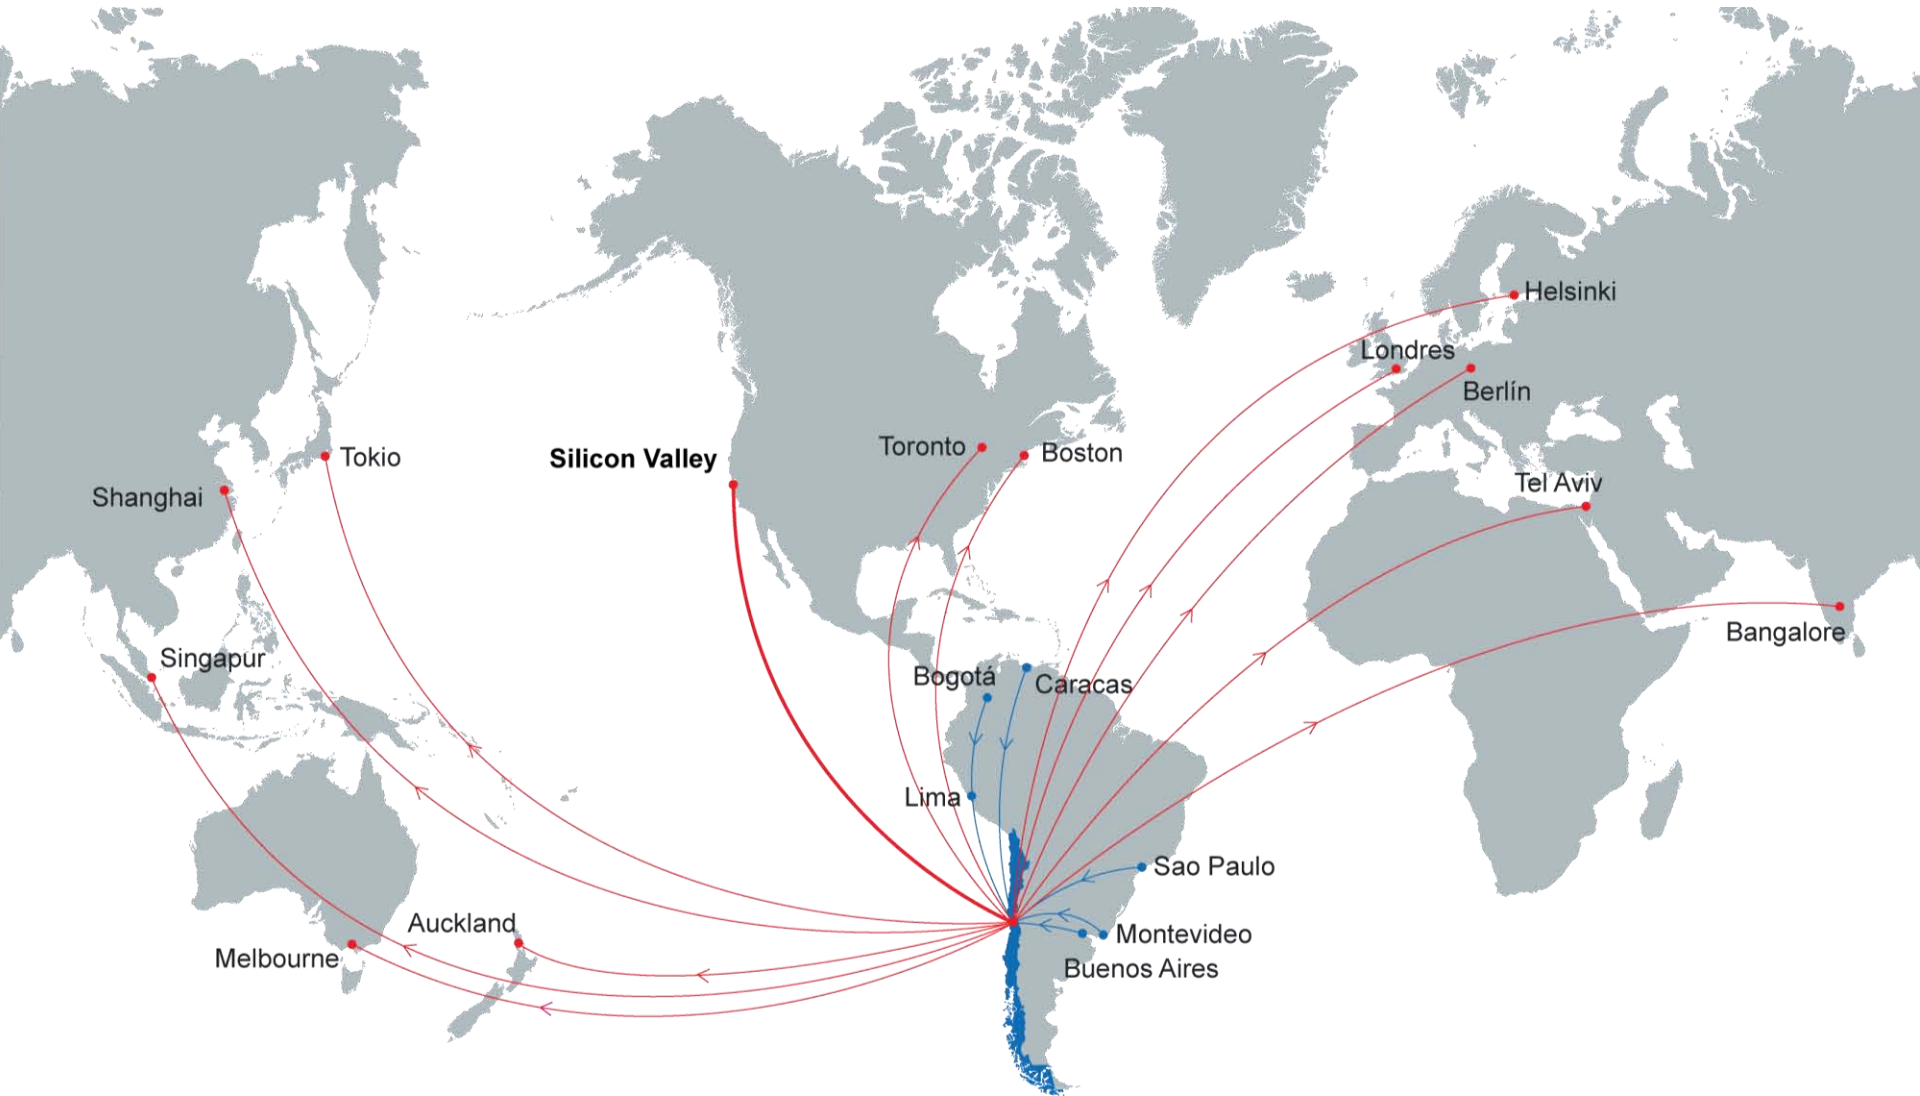 Helsinki
Londres
Berlín
Toronto
Boston
Silicon Valley
Tokio
Shanghai
Tel Aviv
Bangalore
Singapur
Bogotá
Caracas
Lima
Sao Paulo
Auckland
Montevideo
Melbourne
Buenos Aires